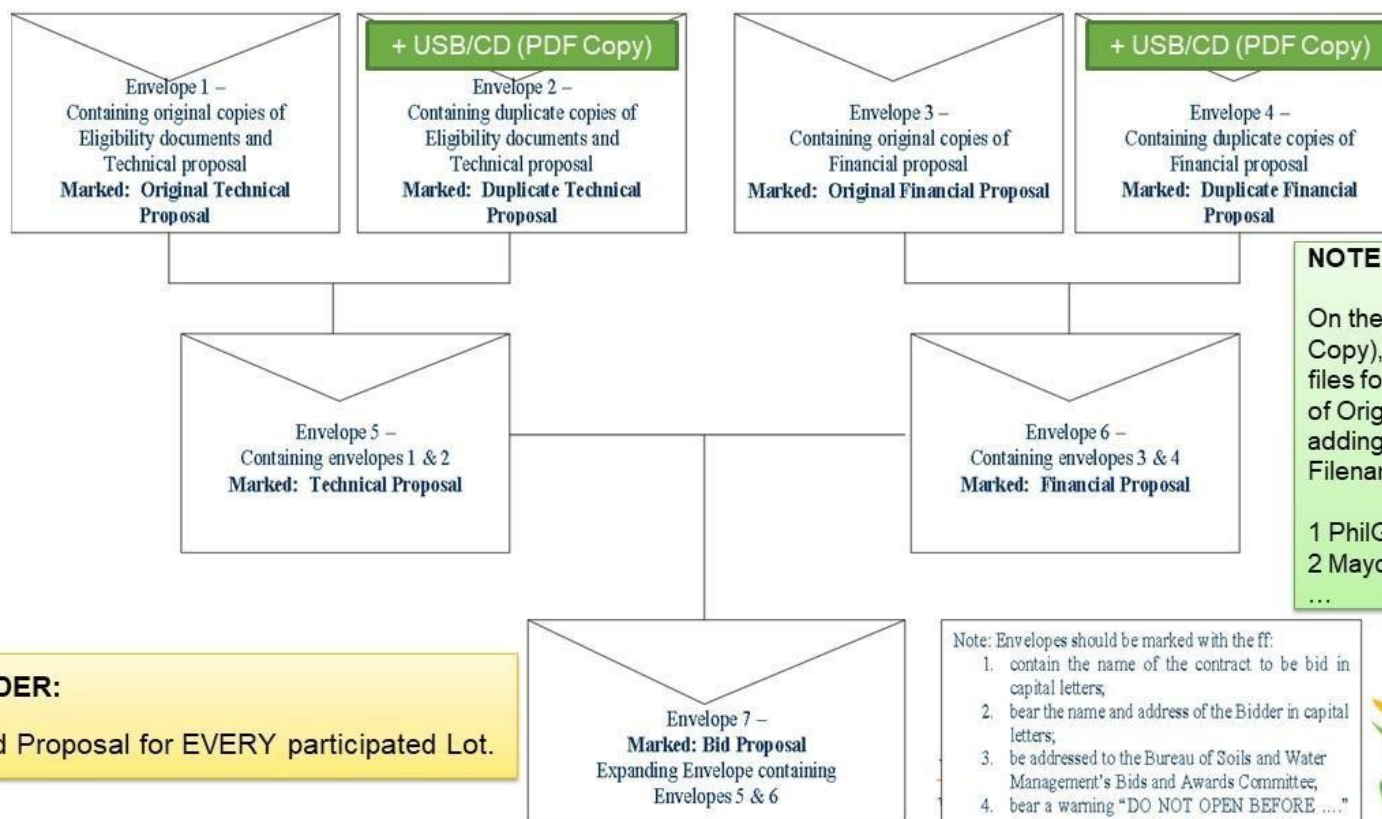 + USB/CD (PDF Copy)
Envelope 1 –
Containing original copies of
Eligibility documents and
Technical proposal
Marked: Original Technical
Proposal
Envelope 2 –
Containing duplicate copies of
Eligibility documents and
Technical proposal
Marked: Duplicate Technical
Proposal
Envelope 3 –
Containing original copies of
Financial proposal
Marked: Original Financial Proposal
+ USB/CD (PDF Copy)
Envelope 4 –
Containing duplicate copies of
Financial proposal
Marked: Duplicate Financial
Proposal
NOTE
On the
Copy),
files fo
of Orig
adding
Filenar
1 PhilG
2 Mayo
...
Envelope 5 –
Containing envelopes 1 & 2
Marked: Technical Proposal
Envelope 6 –
Containing envelopes 3 & 4
Marked: Financial Proposal
DER:
d Proposal for EVERY participated Lot.
Envelope 7 –
Marked: Bid Proposal
Expanding Envelope containing
Envelopes 5 & 6
Note: Envelopes should be marked with the ff:
1. contain the name of the contract to be bid in
capital letters;
2. bear the name and address of the Bidder in capital
letters;
3. be addressed to the Bureau of Soils and Water
Management's Bids and Awards Committee;
4. bear a warning "DO NOT OPEN BEFORE ...."